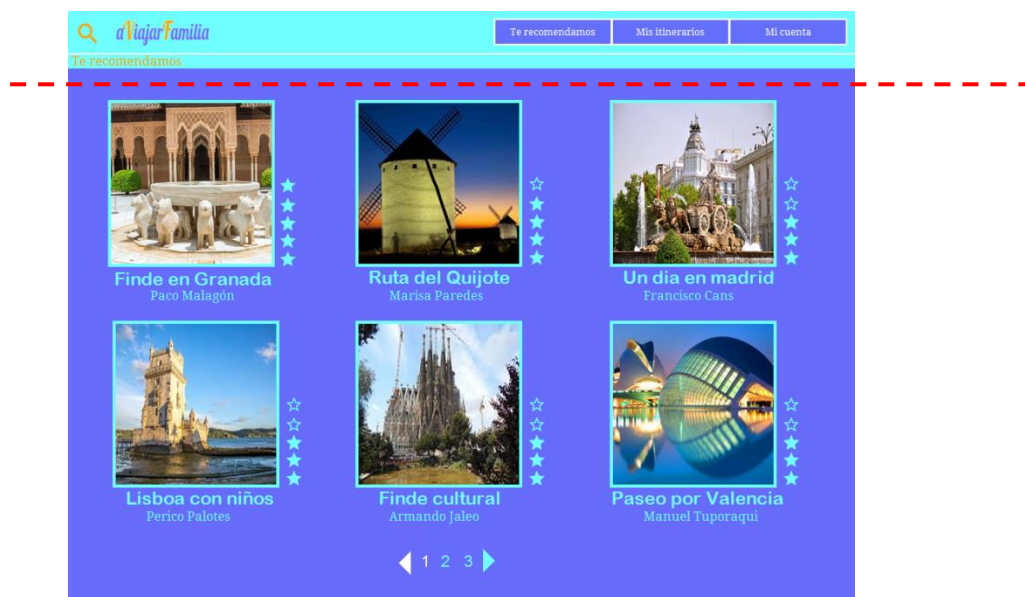 aViajarFamilia
Te recomendamos Mis itinerarios Mi cuenta
Te recomendamos
Finde en Granada
Paco Malagón
Ruta del Quijote
Marisa Paredes
Un dia en madrid
Francisco Cans
Lisboa con niños
Perico Palotes
Finde cultural
Armando Jaleo
Paseo por Valencia
Manuel Tuporaqui
1 2 3